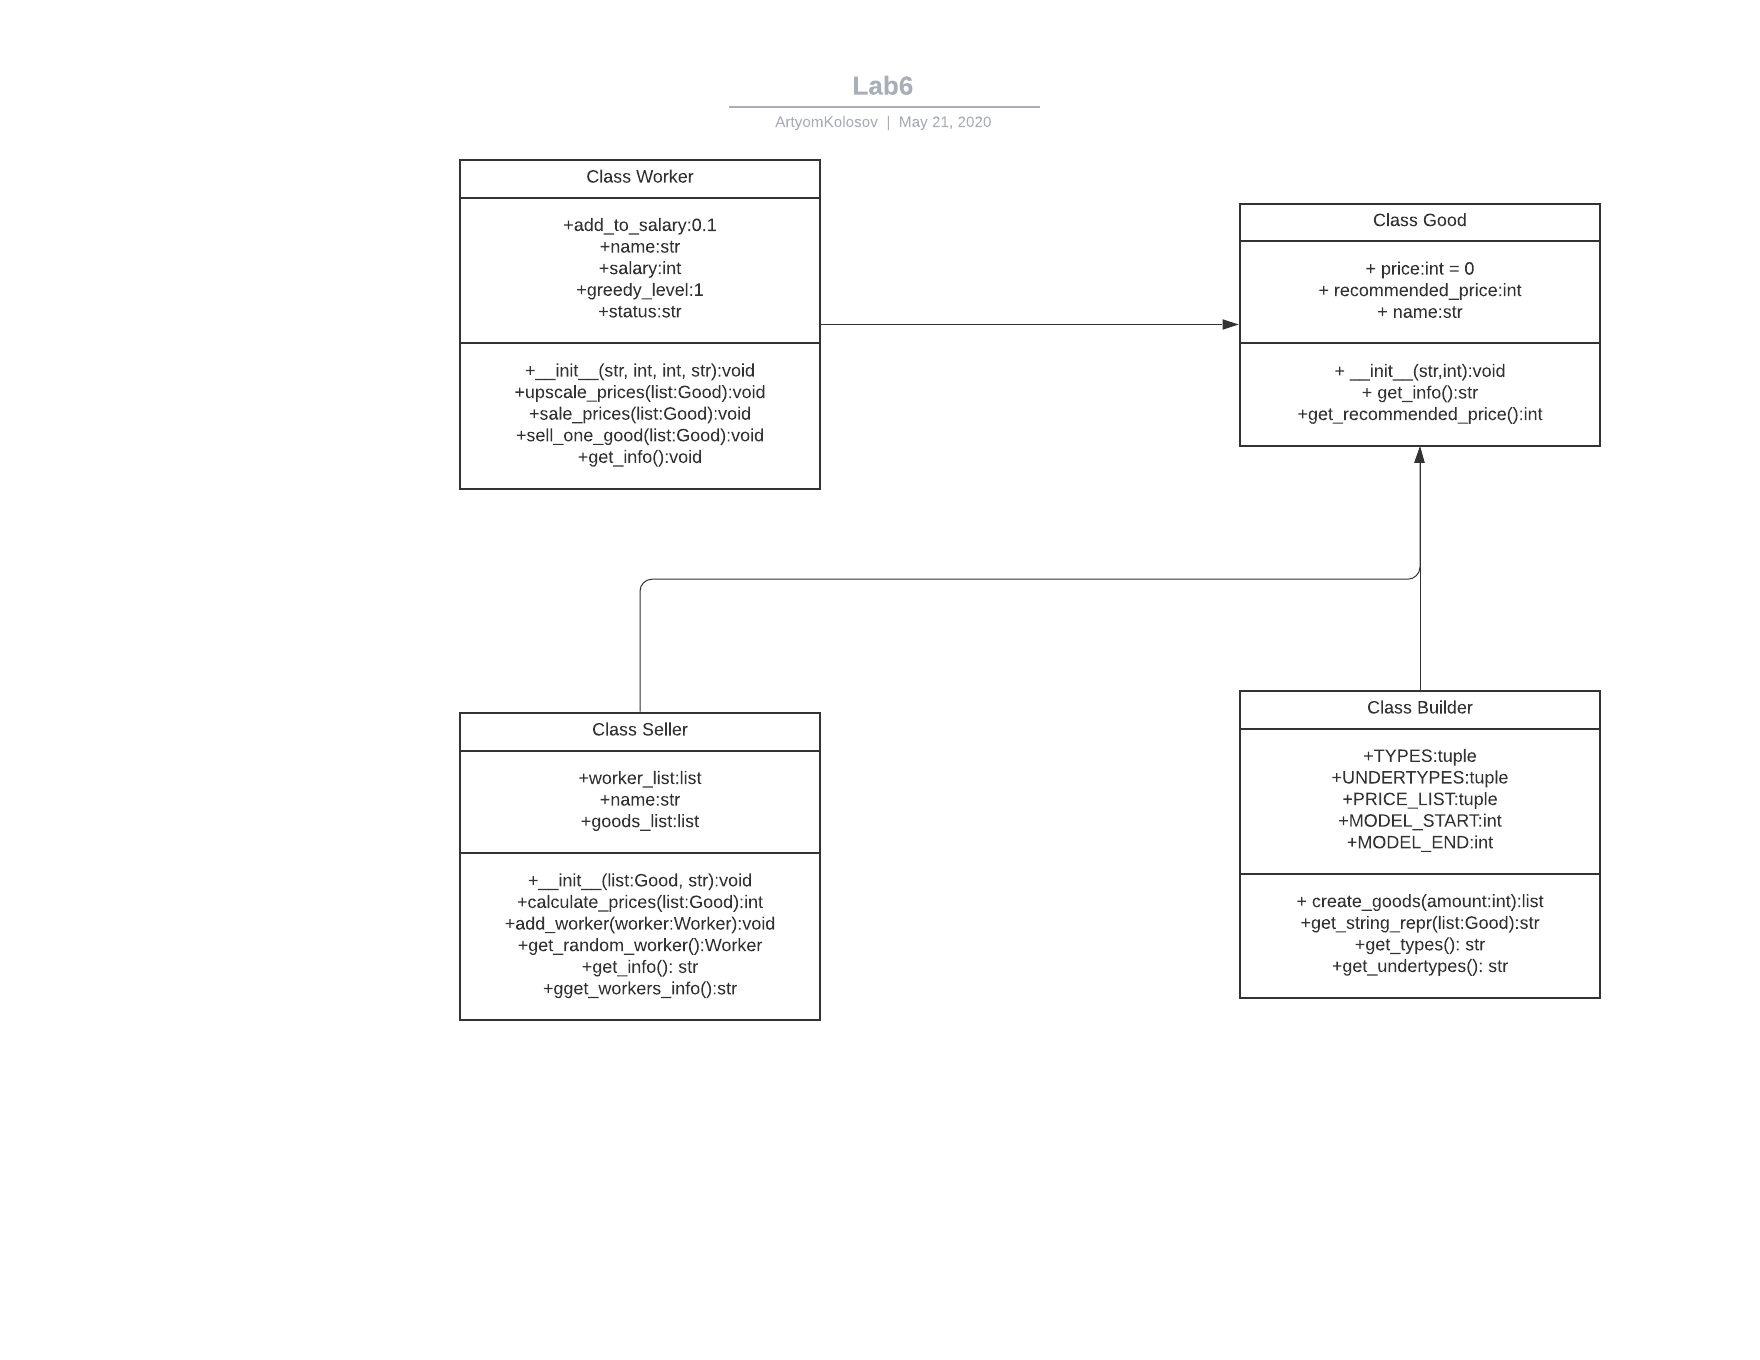 Lab6
ArtyomKolosov | May 21, 2020
Class Worker
+add_to_salary:0.1
+name:str
+salary:int
+greedy_level:1
+status:str
+__init__(str, int, int, str):void
+upscale_prices(list:Good):void
+sale_prices(list:Good):void
+sell_one_good(list:Good):void
+get_info():void
Class Good
+ price:int = 0
+ recommended_price:int
+ name:str
+ __init__(str,int):void
+ get_info():str
+get_recommended_price():int
Class Seller
+worker_list:list
+name:str
+goods_list:list
+__init__(list:Good, str):void
+calculate_prices(list:Good):int
+add_worker(worker:Worker):void
+get_random_worker():Worker
+get_info(): str
+gget_workers_info():str
Class Builder
+TYPES:tuple
+UNDERTYPES:tuple
+PRICE_LIST:tuple
+MODEL_START:int
+MODEL_END:int
+ create_goods(amount:int):list
+get_string_repr(list:Good):str
+get_types(): str
+get_undertypes(): str